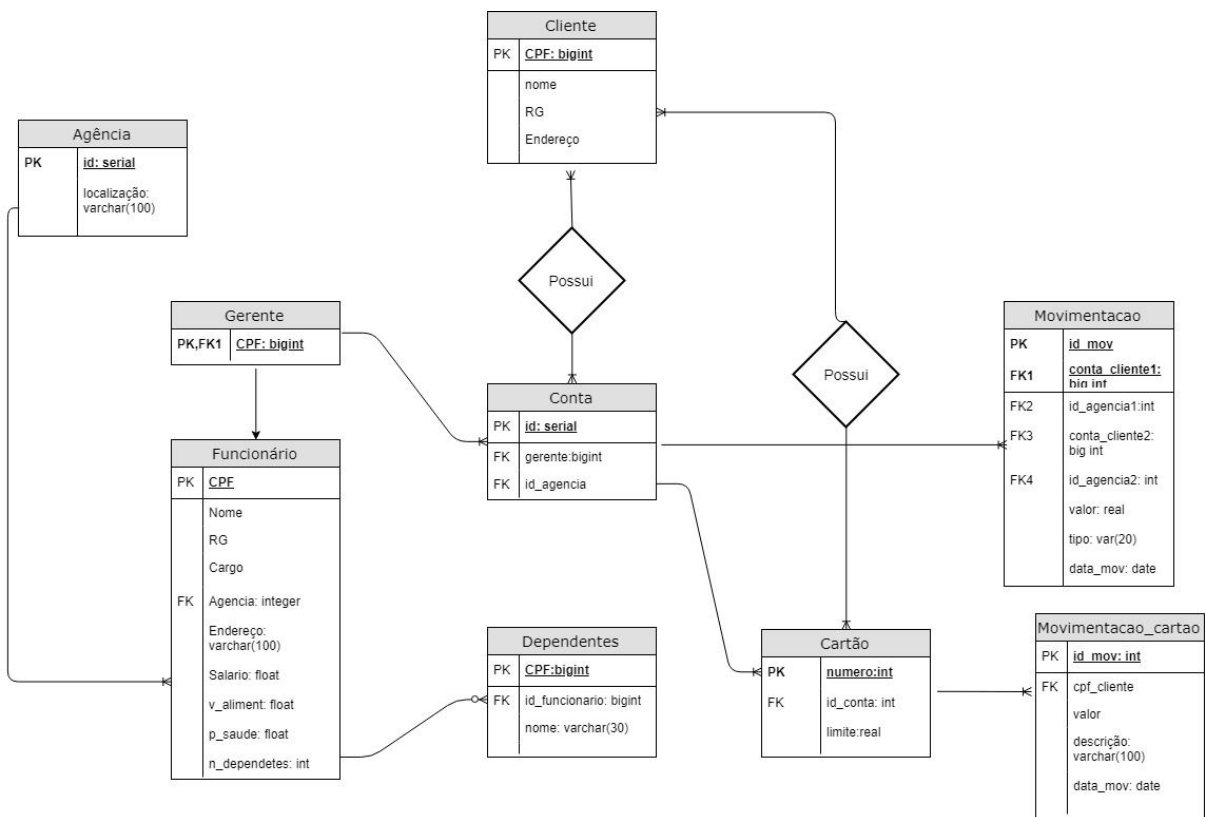 Cliente
PK CPF: bigint
nome
RG
Endereço
Agência
PK id: serial
localização:
varchar(100)
Possui
Gerente
PK,FK1 CPF: bigint
Possui
Movimentacao
PK id_mov
FK1 conta_cliente1:
big int
FK2 id_agencia1:int
FK3 conta_cliente2:
big int
FK4 id_agencia2: int
valor: real
tipo: var(20)
data_mov: date
Conta
PK id: serial
FK gerente:bigint
FK id_agencia
Funcionário
PK CPF
Nome
RG
Cargo
FK Agencia: integer
Endereço:
varchar(100)
Salario: float
v_aliment: float
p_saude: float
n_dependetes: int
Dependentes
PK CPF:bigint
FK id_funcionario: bigint
nome: varchar(30)
Cartão
PK numero:int
FK id_conta: int
limite:real
Movimentacao_cartao
PK id_mov: int
FK cpf_cliente
valor
descrição:
varchar(100)
data_mov: date